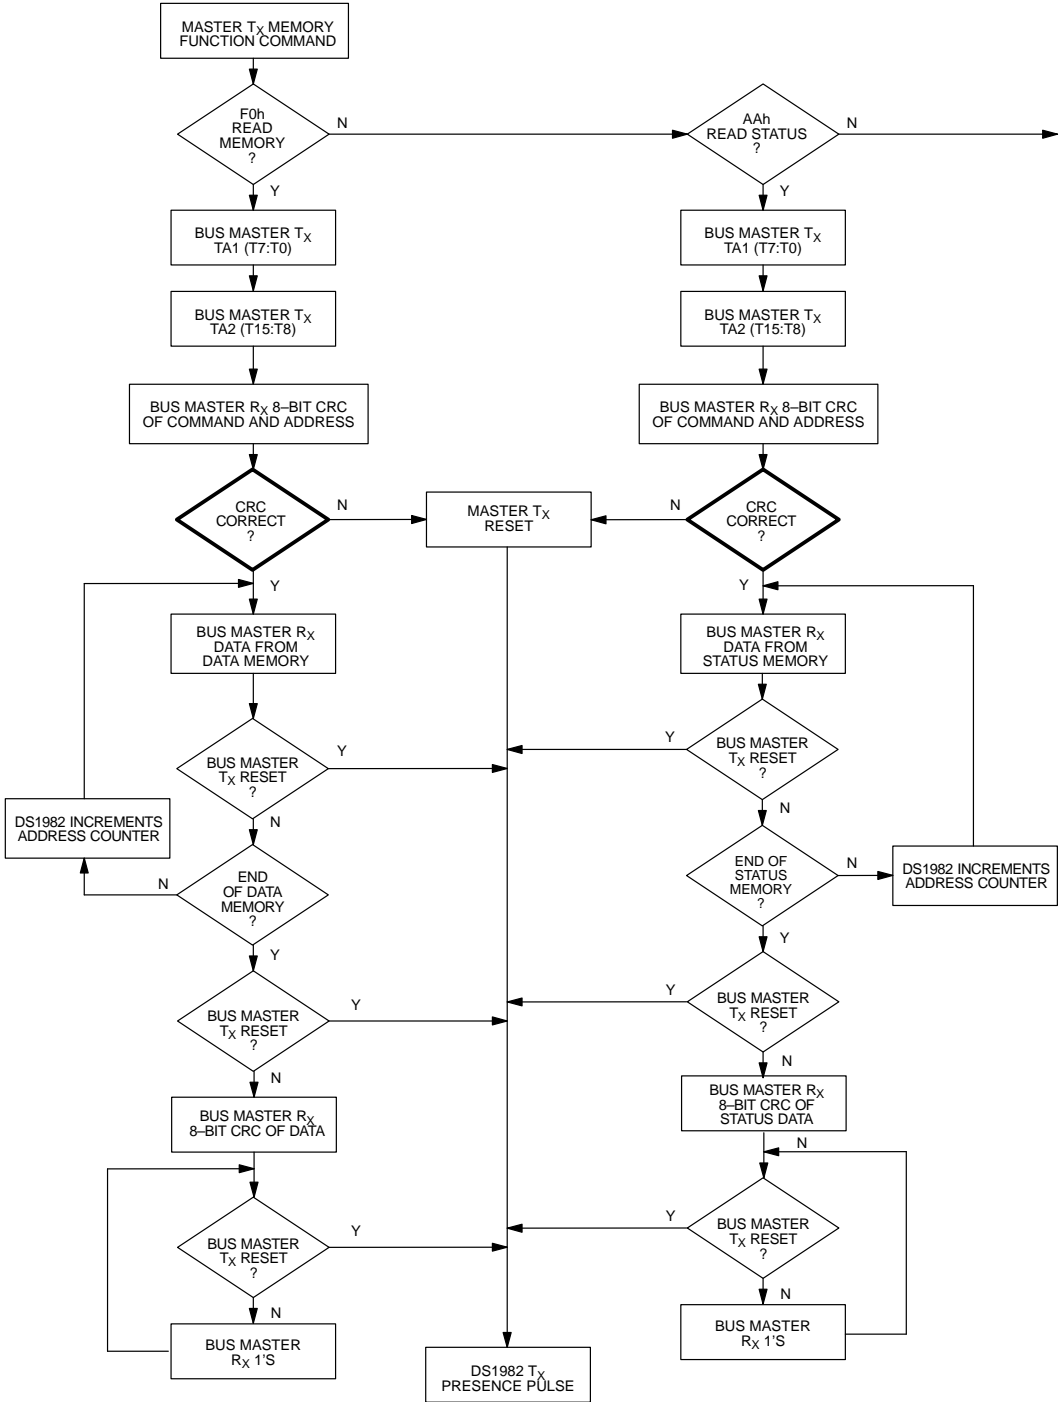 MASTER TX MEMORY
FUNCTION COMMAND
F0h
READ
MEMORY
?
N
Y
BUS MASTER TX
TA1 (T7:T0)
BUS MASTER TX
TA2 (T15:T8)
BUS MASTER RX 8–BIT CRC
OF COMMAND AND ADDRESS
CRC
CORRECT
?
N
Y
MASTER TX
RESET
BUS MASTER RX
DATA FROM
DATA MEMORY
BUS MASTER
TX RESET
?
Y
N
DS1982 INCREMENTS
ADDRESS COUNTER
END
OF DATA
MEMORY
?
N
Y
BUS MASTER
TX RESET
?
Y
N
BUS MASTER RX
8–BIT CRC OF DATA
BUS MASTER
TX RESET
?
Y
N
BUS MASTER
RX 1'S
DS1982 TX
PRESENCE PULSE
AAh
READ STATUS
?
N
Y
BUS MASTER TX
TA1 (T7:T0)
BUS MASTER TX
TA2 (T15:T8)
BUS MASTER RX 8–BIT CRC
OF COMMAND AND ADDRESS
CRC
CORRECT
?
N
Y
BUS MASTER RX
DATA FROM
STATUS MEMORY
BUS MASTER
TX RESET
?
Y
N
END OF
STATUS
MEMORY
?
N
DS1982 INCREMENTS
ADDRESS COUNTER
Y
BUS MASTER
TX RESET
?
Y
N
BUS MASTER RX
8–BIT CRC OF
STATUS DATA
N
BUS MASTER
TX RESET
?
Y
N
BUS MASTER
RX 1'S